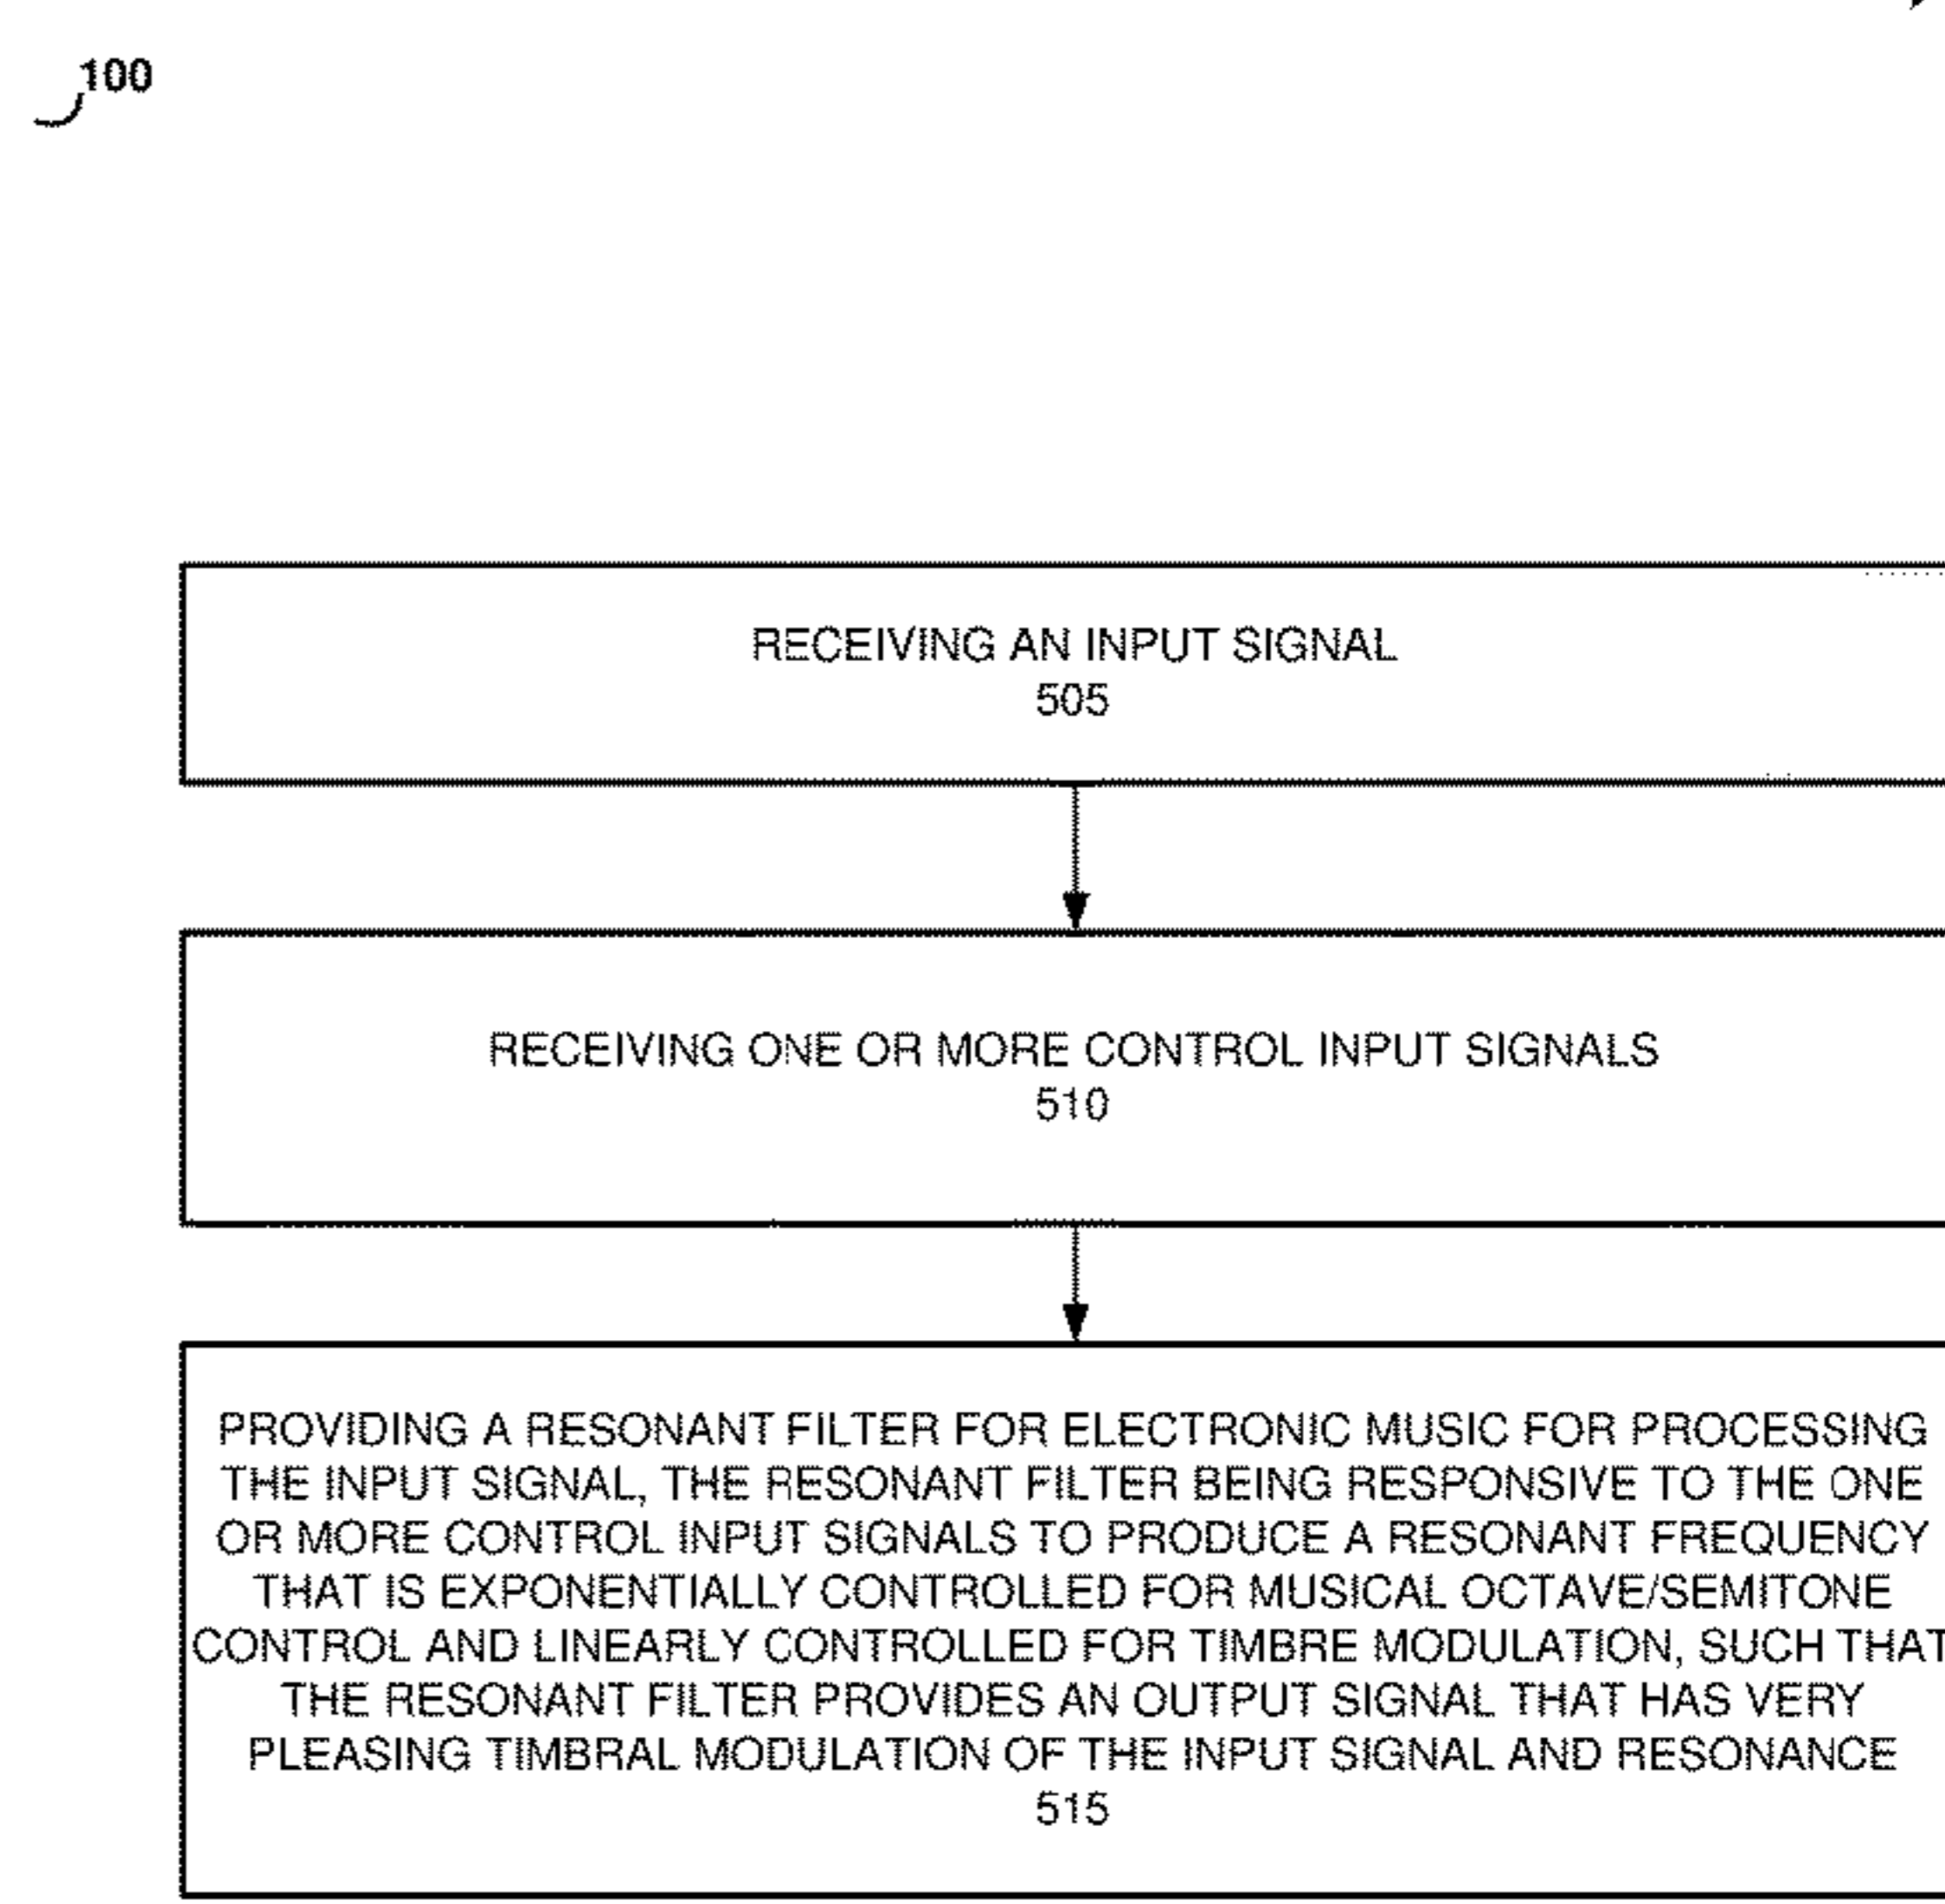 100
RECEIVING AN INPUT SIGNAL
505
RECEIVING ONE OR MORE CONTROL INPUT SIGNALS
510
PROVIDING A RESONANT FILTER FOR ELECTRONIC MUSIC FOR PROCESSING
THE INPUT SIGNAL, THE RESONANT FILTER BEING RESPONSIVE TO THE ONE
OR MORE CONTROL INPUT SIGNALS TO PRODUCE A RESONANT FREQUENCY
THAT IS EXPONENTIALLY CONTROLLED FOR MUSICAL OCTAVE/SEMITONE
CONTROL AND LINEARLY CONTROLLED FOR TIMBRE MODULATION, SUCH THAT
THE RESONANT FILTER PROVIDES AN OUTPUT SIGNAL THAT HAS VERY
PLEASING TIMBRAL MODULATION OF THE INPUT SIGNAL AND RESONANCE
515